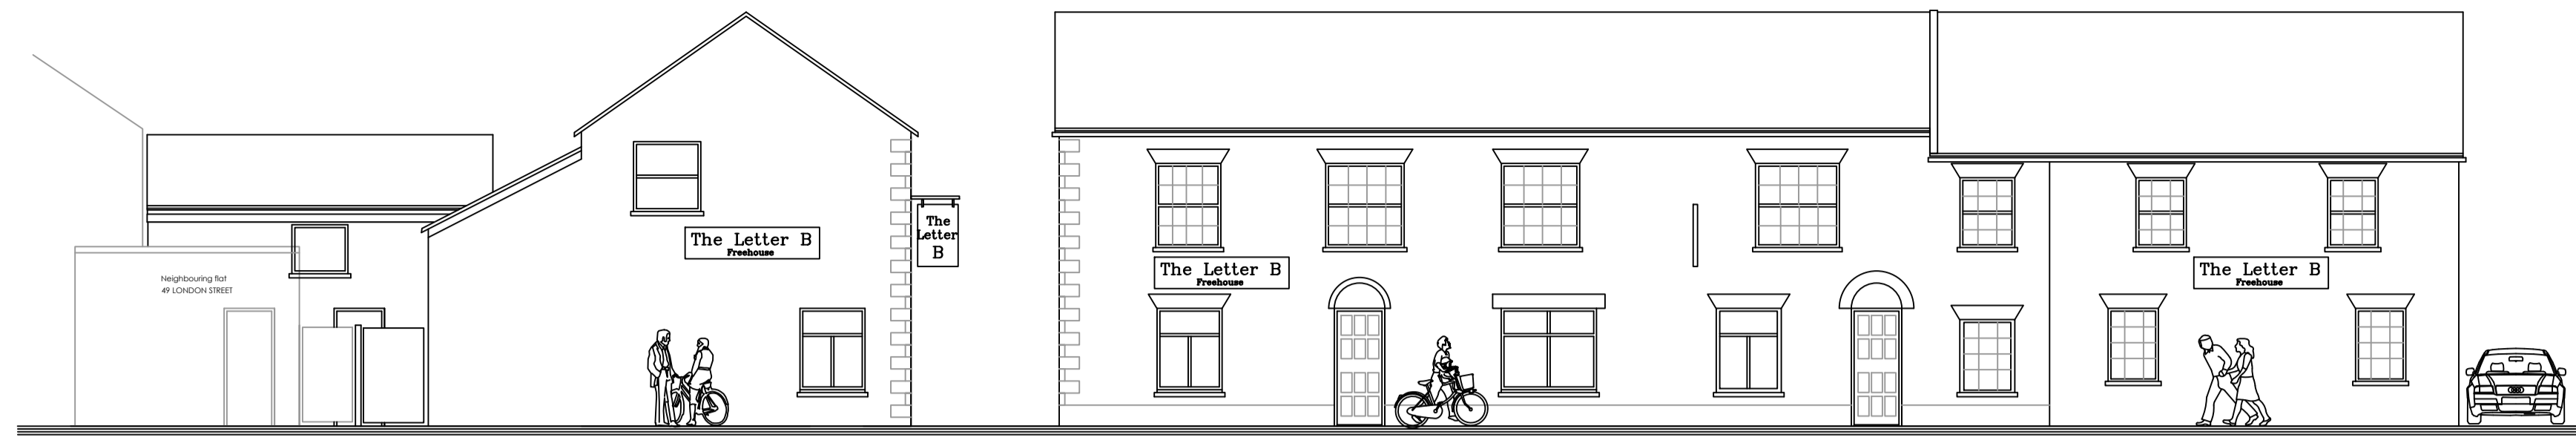 Neighbouring flat
49 LONDON STREET
The Letter B
Freehouse
The
Letter
B
The Letter B
Freehouse
The Letter B
Freehouse